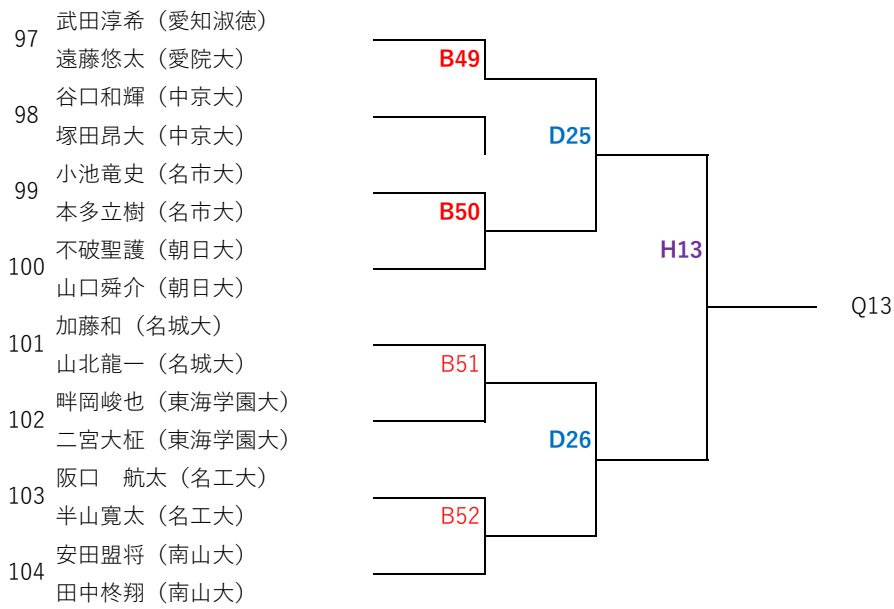 武田淳希（愛知淑徳）
97
遠藤悠太（愛院大）
B49
谷口和輝（中京大）
98
塚田昂大（中京大）
D25
小池竜史（名市大）
99
本多立樹（名市大）
B50
不破聖護（朝日大）
H13
100
山口舜介（朝日大）
Q13
加藤和（名城大）
101
山北龍一（名城大）
B51
畔岡峻也（東海学園大）
102
二宮大柾（東海学園大）
D26
阪口　航太（名工大）
103
半山寛太（名工大）
B52
安田盟将（南山大）
104
田中柊翔（南山大）